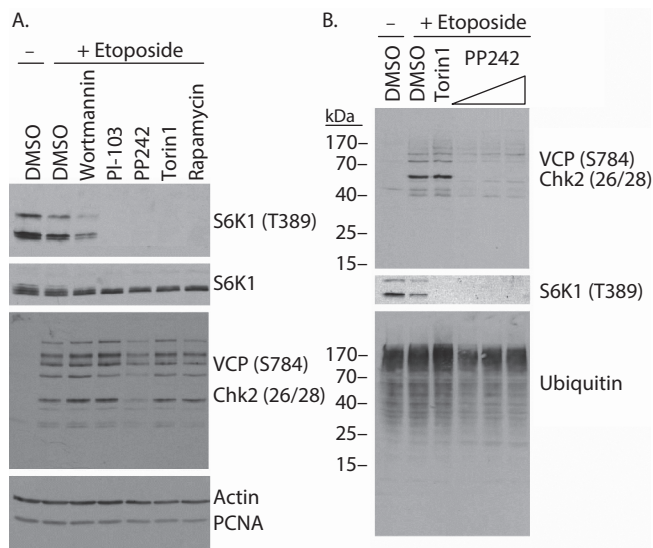 A.
– + Etoposide
DMSO
DMSO
Wortmannin
PI-103
PP242
Torin1
Rapamycin
S6K1 (T389)
S6K1
VCP (S784)
Chk2 (26/28)
Actin
PCNA
B.
– + Etoposide
DMSO
DMSO
Torin1
PP242
kDa
170–
70–
40–
25–
15–
VCP (S784)
Chk2 (26/28)
S6K1 (T389)
170–
70–
40–
25–
15–
Ubiquitin